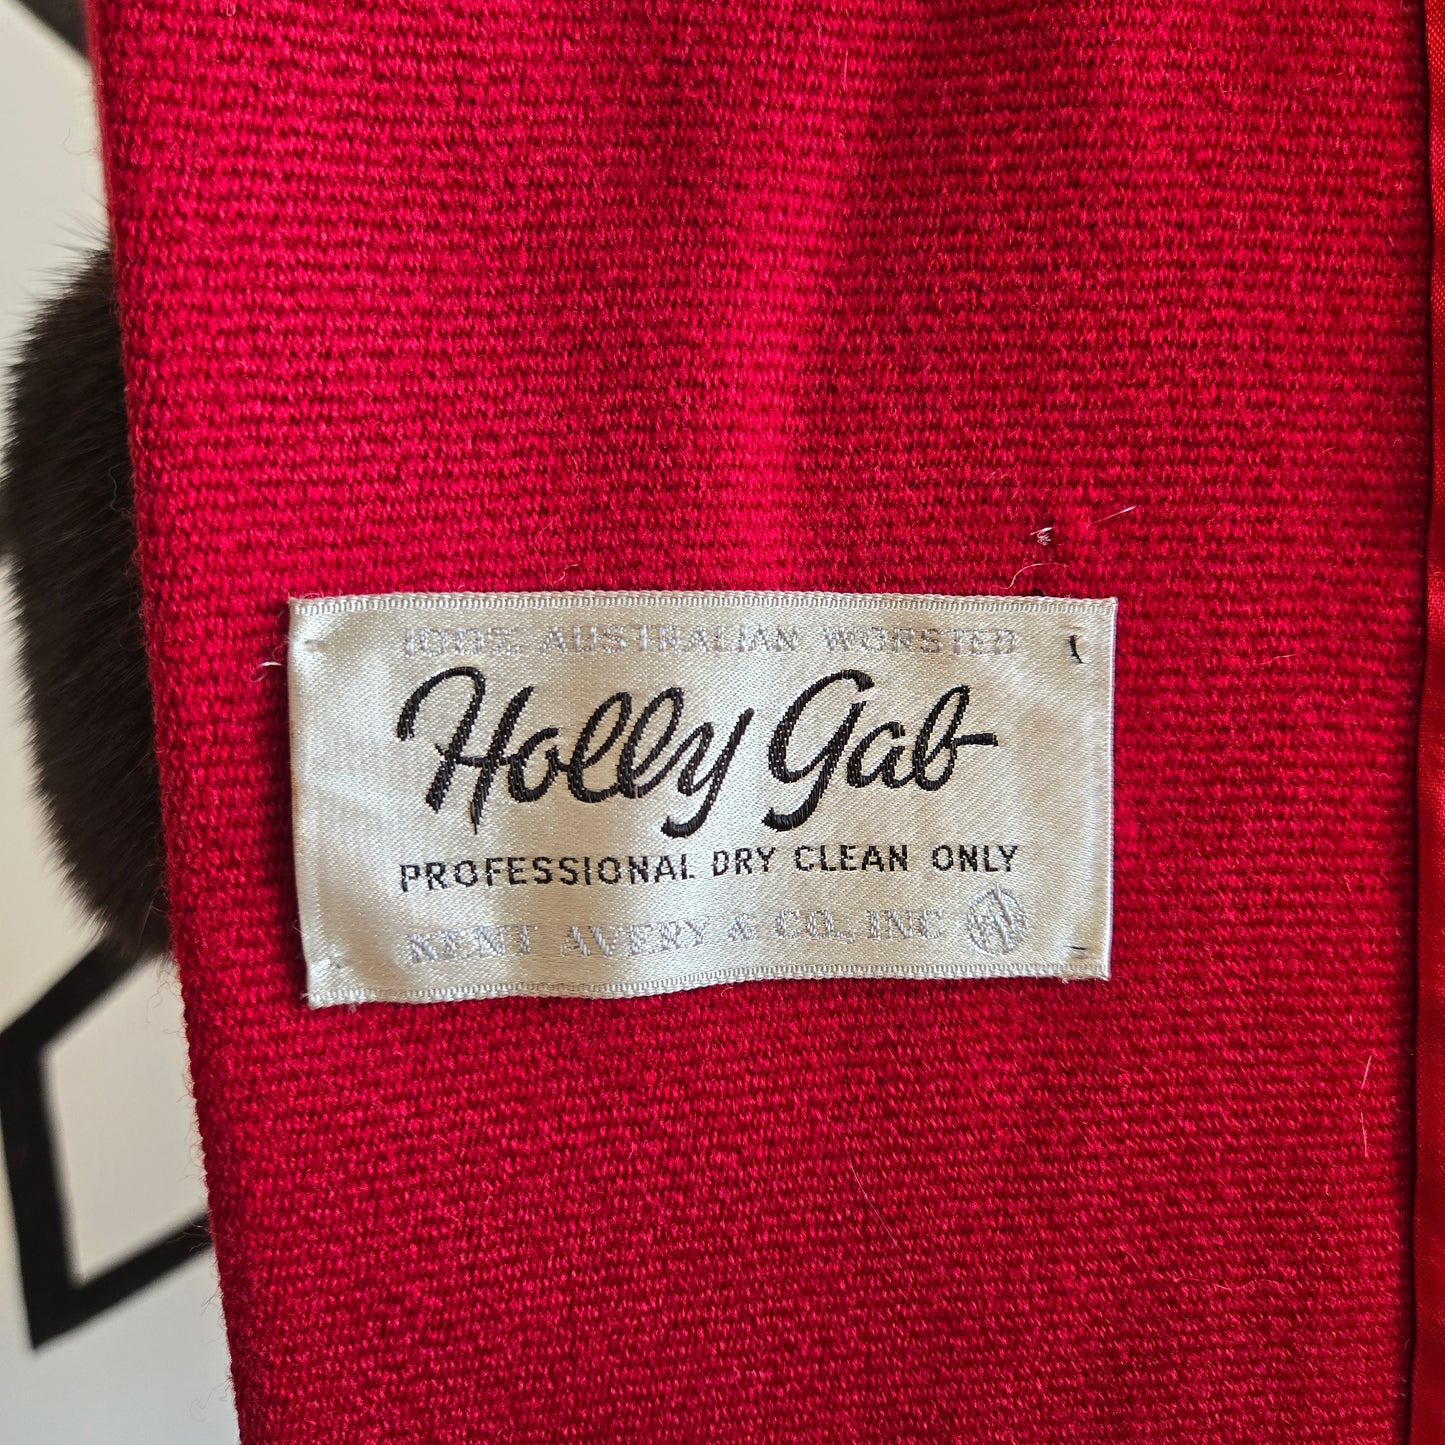 100% AUSTRALIAN WORSTED
Holly Gab
PROFESSIONAL DRY CLEAN ONLY
KENT AVERY & CO., INC